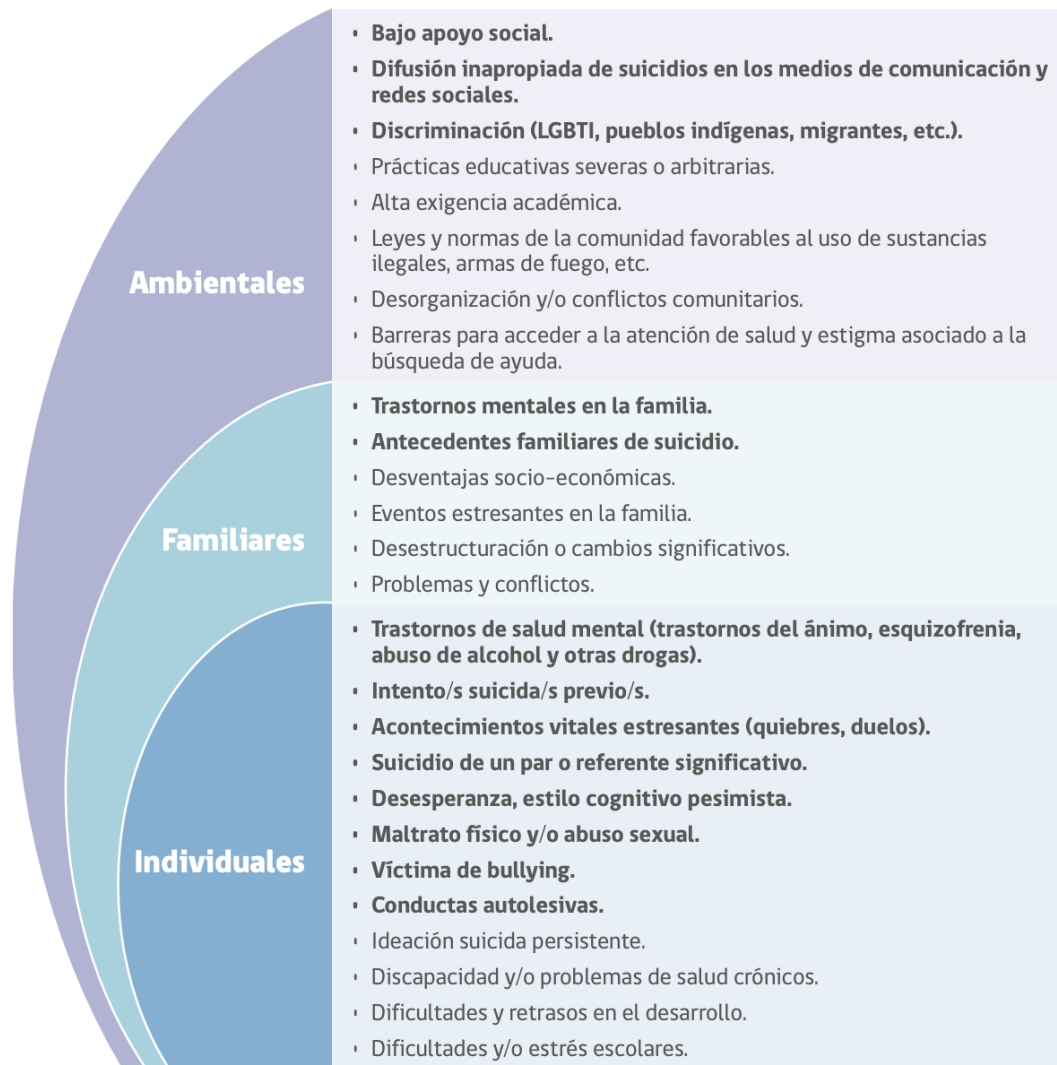 Ambientales
· Bajo apoyo social.
· Difusión inapropiada de suicidios en los medios de comunicación y
redes sociales.
· Discriminación (LGBTI, pueblos indígenas, migrantes, etc.).
· Prácticas educativas severas o arbitrarias.
· Alta exigencia académica.
· Leyes y normas de la comunidad favorables al uso de sustancias
ilegales, armas de fuego, etc.
· Desorganización y/o conflictos comunitarios.
· Barreras para acceder a la atención de salud y estigma asociado a la
búsqueda de ayuda.
Familiares
· Trastornos mentales en la familia.
· Antecedentes familiares de suicidio.
· Desventajas socio-económicas.
· Eventos estresantes en la familia.
· Desestructuración o cambios significativos.
· Problemas y conflictos.
Individuales
· Trastornos de salud mental (trastornos del ánimo, esquizofrenia,
abuso de alcohol y otras drogas).
· Intento/s suicida/s previo/s.
· Acontecimientos vitales estresantes (quiebres, duelos).
· Suicidio de un par o referente significativo.
· Desesperanza, estilo cognitivo pesimista.
· Maltrato físico y/o abuso sexual.
· Víctima de bullying.
· Conductas autolesivas.
· Ideación suicida persistente.
· Discapacidad y/o problemas de salud crónicos.
· Dificultades y retrasos en el desarrollo.
· Dificultades y/o estrés escolares.